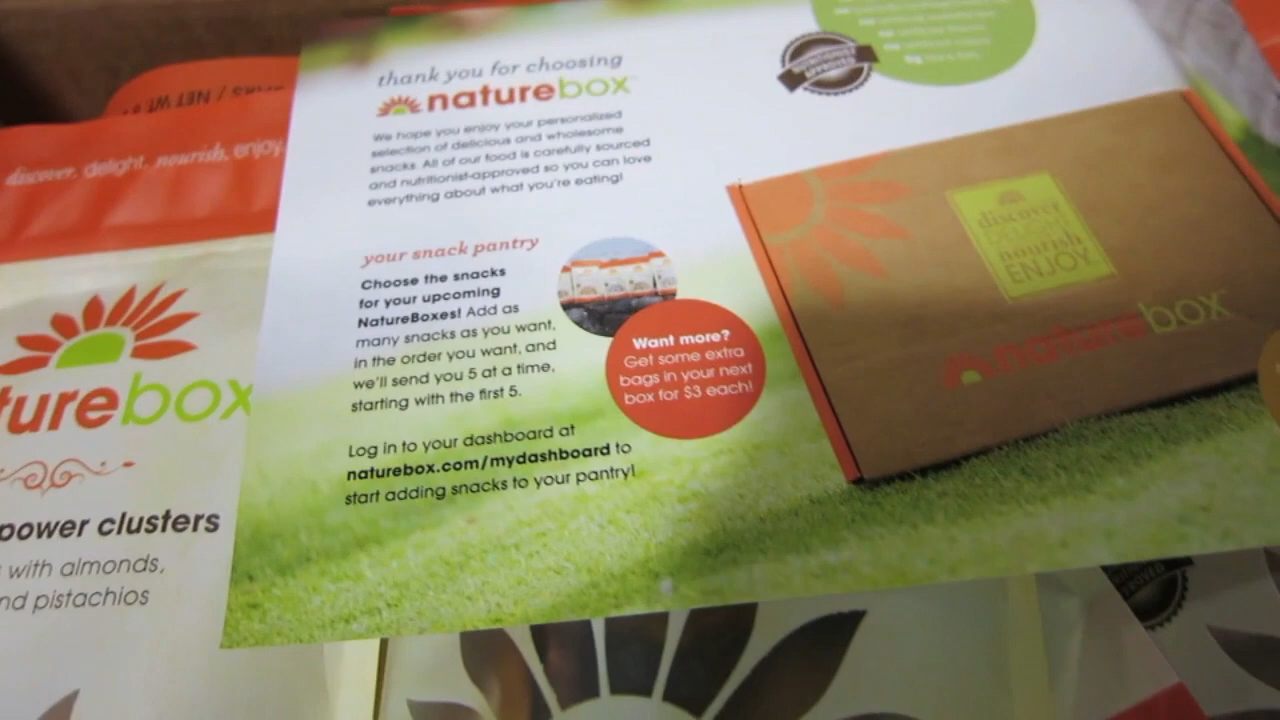 thank you for choosing
naturebox
We hope you enjoy your personalized
selection of delicious and wholesome
snacks. All of our food is carefully sourced
and nutritionist-approved so you can love
everything about what you're eating!
your snack pantry
Choose the snacks
for your upcoming
NatureBoxes! Add as
many snacks as you want,
in the order you want, and
we'll send you 5 at a time,
starting with the first 5.
Log in to your dashboard at
naturebox.com/mydashboard to
start adding snacks to your pantry!
Want more?
Get some extra
bags in your next
box for $3 each!
discover
nourish
ENJOY
naturebox
NET WT
discover. delight. nourish. enjoy.
turebox
power clusters
with almonds,
nd pistachios
APPROVED